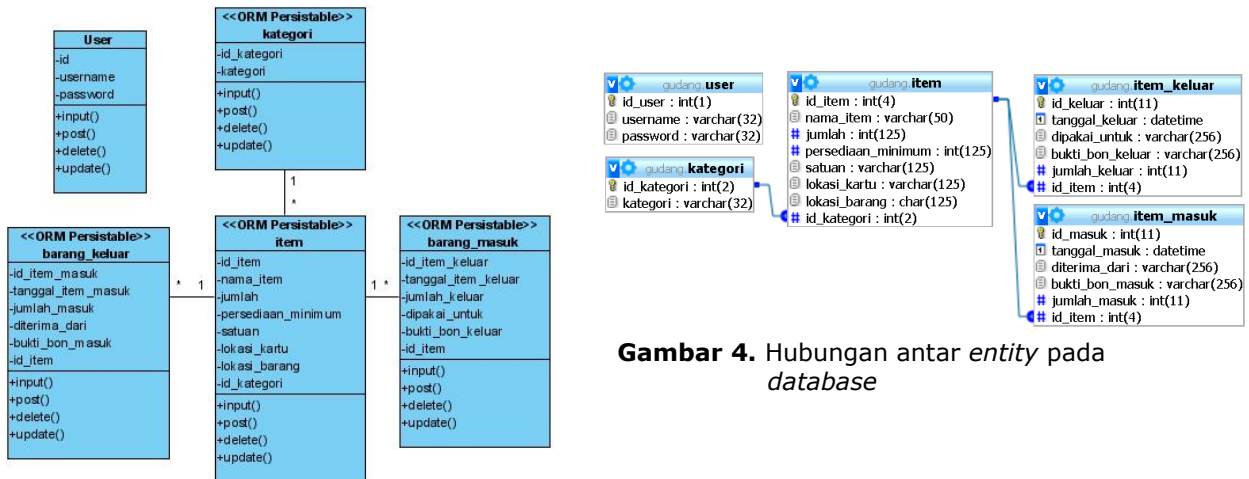 User
-id
-username
-password
+input()
+post()
+delete()
+update()
<<ORM Persistable>>
kategori
-id_kategori
-kategori
+input()
+post()
+delete()
+update()
1
*
<<ORM Persistable>>
barang_keluar
-id_item_masuk
-tanggal_item_masuk
-jumlah_masuk
-diterima_dari
-bukti_bon_masuk
-id_item
+input()
+post()
+delete()
+update()
* 1
<<ORM Persistable>>
item
-id_item
-nama_item
-jumlah
-persediaan_minimum
-satuan
-lokasi_kartu
-lokasi_barang
-id_kategori
+input()
+post()
+delete()
+update()
1 *
<<ORM Persistable>>
barang_masuk
-id_item_keluar
-tanggal_item_keluar
-jumlah_keluar
-dipakai_untuk
-bukti_bon_keluar
-id_item
+input()
+post()
+delete()
+update()
v gudang.user
id_user : int(1)
username : varchar(32)
password : varchar(32)
v gudang.kategori
id_kategori : int(2)
kategori : varchar(32)
v gudang.item
id_item : int(4)
nama_item : varchar(50)
# jumlah : int(125)
# persediaan_minimum : int(125)
satuan : varchar(125)
lokasi_kartu : varchar(125)
lokasi_barang : char(125)
# id_kategori : int(2)
v gudang.item_keluar
id_keluar : int(11)
tanggal_keluar : datetime
dipakai_untuk : varchar(256)
bukti_bon_keluar : varchar(256)
# jumlah_keluar : int(11)
# id_item : int(4)
v gudang.item_masuk
id_masuk : int(11)
tanggal_masuk : datetime
diterima_dari : varchar(256)
bukti_bon_masuk : varchar(256)
# jumlah_masuk : int(11)
# id_item : int(4)
Gambar 4. Hubungan antar entity pada
database